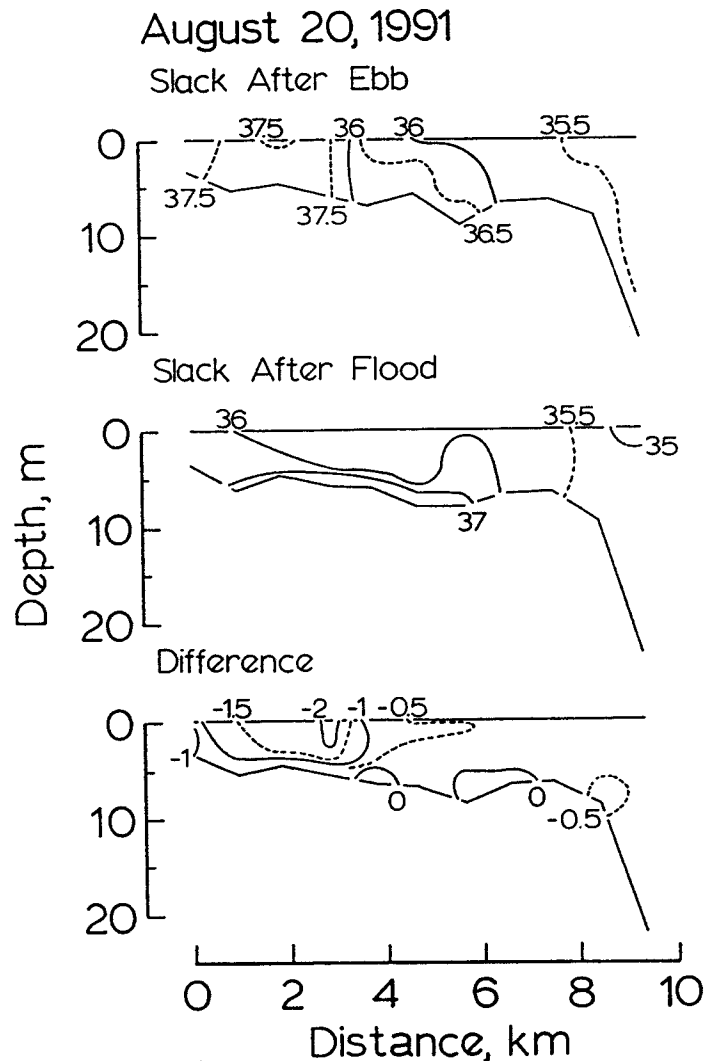 August 20, 1991
Slack After Ebb
37.5 36 36 35.5
0
37.5 37.5 36.5
10
20
Slack After Flood
36 35.5
0 35
37
10
20
Depth, m
Difference
-1.5 -2 -1 -0.5
0
-1
0 0
-0.5
10
20
0 2 4 6 8 10
Distance, km